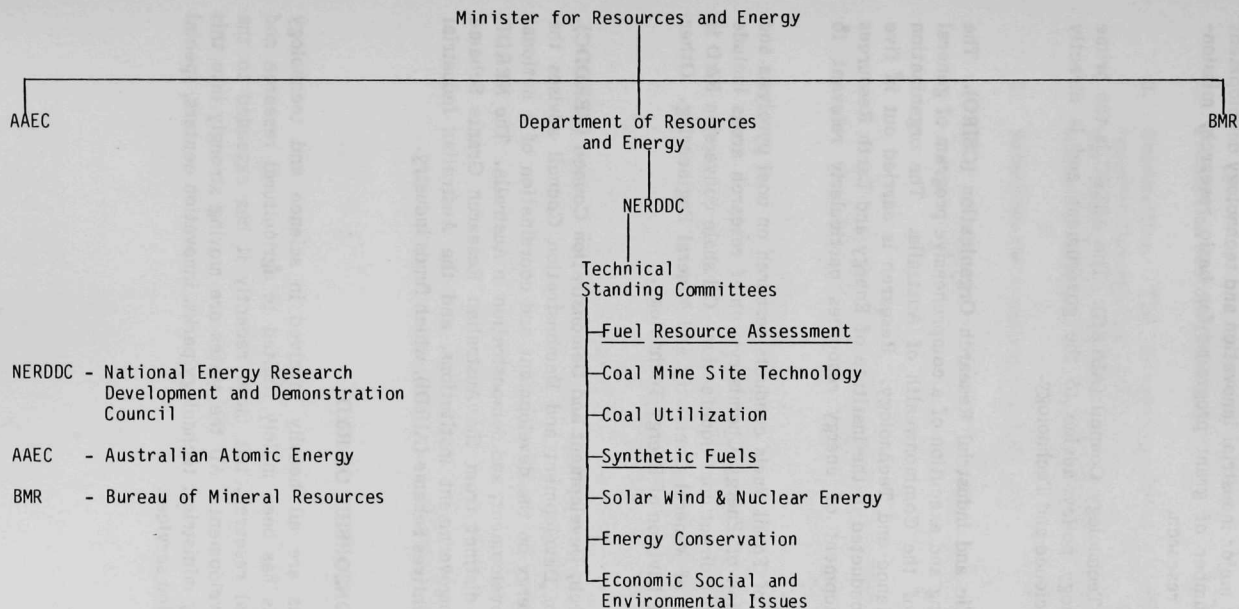 Minister for Resources and Energy
AAEC
Department of Resources
and Energy
BMR
NERDDC
Technical
Standing Committees
Fuel Resource Assessment
Coal Mine Site Technology
Coal Utilization
Synthetic Fuels
Solar Wind & Nuclear Energy
Energy Conservation
Economic Social and
Environmental Issues
NERDDC - National Energy Research
Development and Demonstration
Council
AAEC - Australian Atomic Energy
BMR - Bureau of Mineral Resources